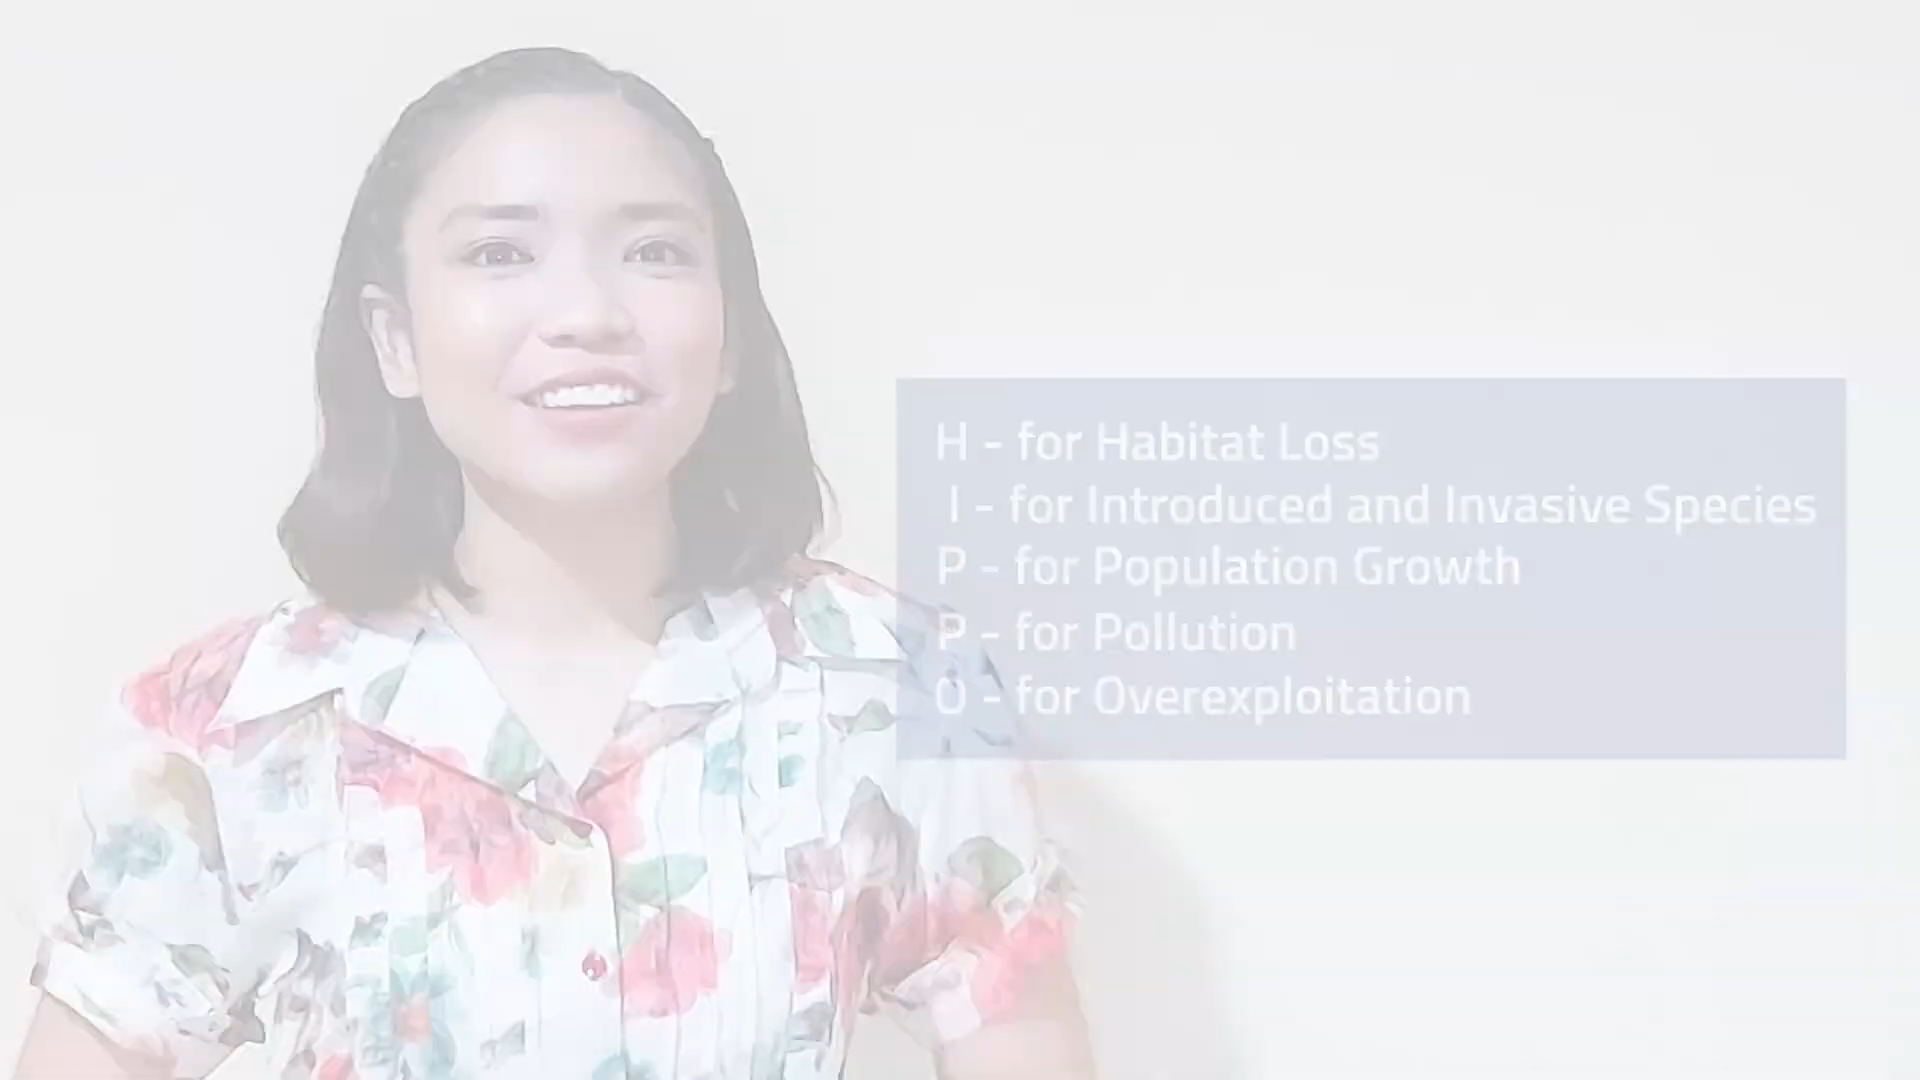 H - for Habitat Loss
I - for Introduced and Invasive Species
P - for Population Growth
P - for Pollution
O - for Overexploitation